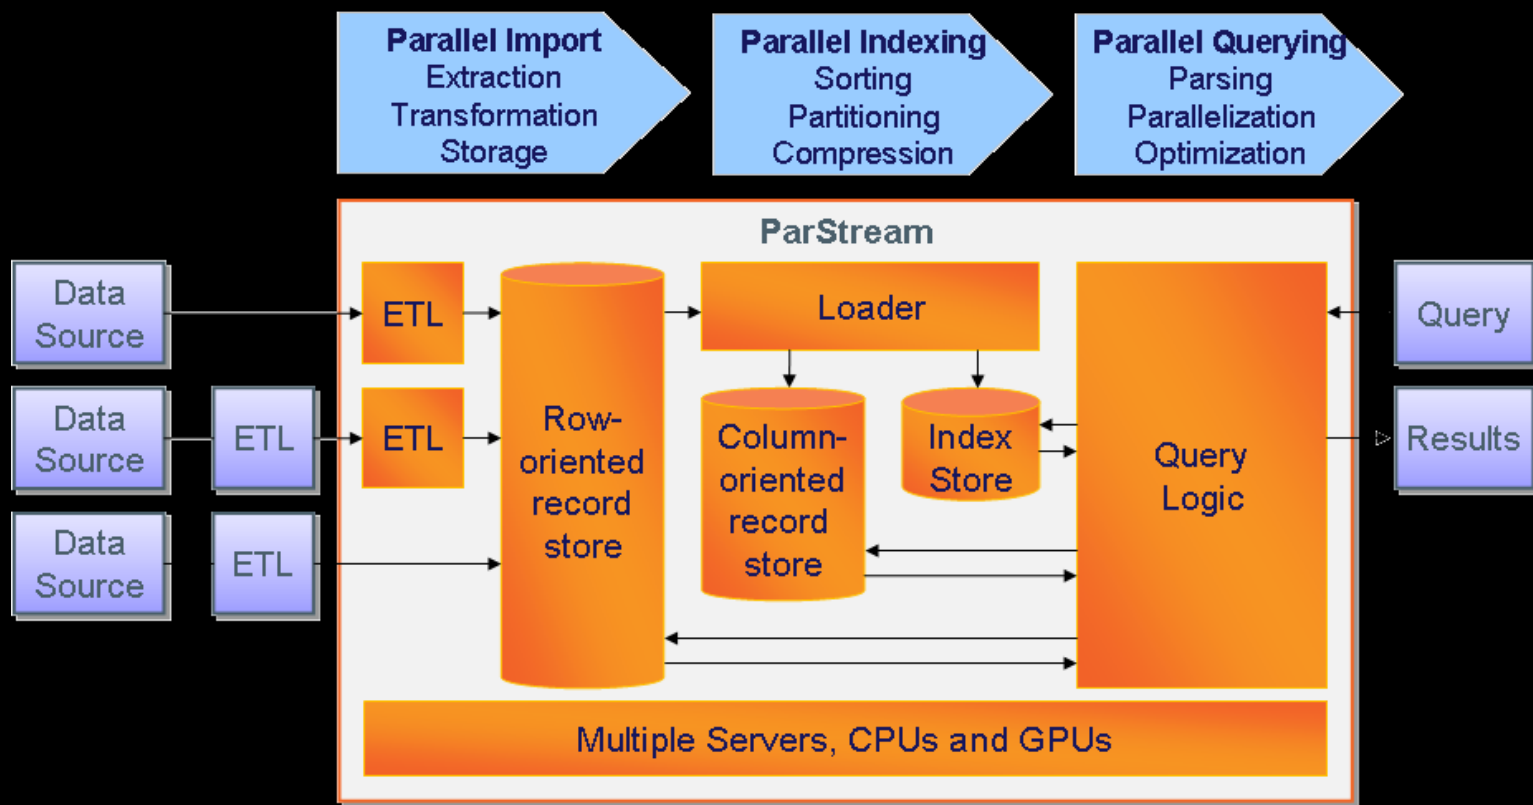 Parallel Import
Extraction
Transformation
Storage
Parallel Indexing
Sorting
Partitioning
Compression
Parallel Querying
Parsing
Parallelization
Optimization
ParStream
Data
Source
ETL
Loader
Query
Data
Source
ETL
ETL
Row-
oriented
record
store
Column-
oriented
record
store
Index
Store
Query
Logic
Results
Data
Source
ETL
Multiple Servers, CPUs and GPUs